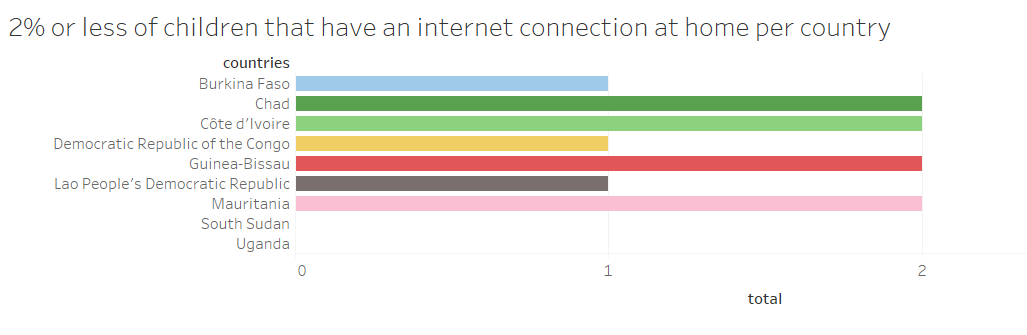 2% or less of children that have an internet connection at home per country
countries
Burkina Faso
Chad
Côte d’Ivoire
Democratic Republic of the Congo
Guinea-Bissau
Lao People’s Democratic Republic
Mauritania
South Sudan
Uganda
0 1 2
total